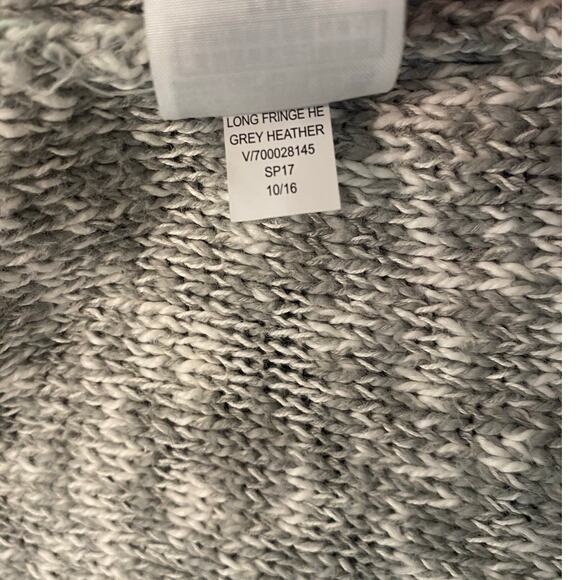 LONG FRINGE HE
GREY HEATHER
V/700028145
SP17
10/16